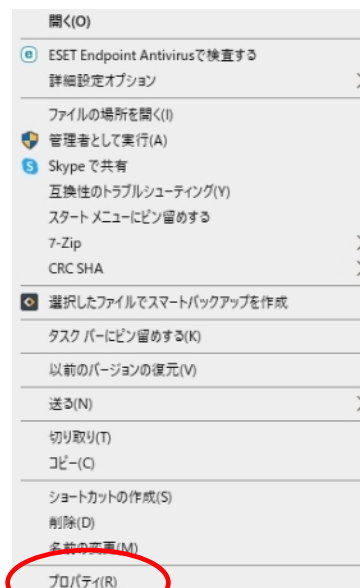 開く(O)
ESET Endpoint Antivirusで検査する
詳細設定オプション
ファイルの場所を開く(I)
管理者として実行(A)
Skype で共有
互換性のトラブルシューティング(Y)
スタート メニューにピン留めする
7-Zip
CRC SHA
選択したファイルでスマートバックアップを作成
タスク バーにピン留めする(K)
以前のバージョンの復元(V)
送る(N)
切り取り(T)
コピー(C)
ショートカットの作成(S)
削除(D)
名前の変更(M)
プロパティ(R)